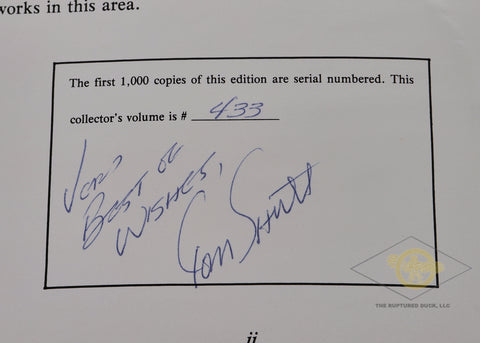 works in this area.
The first 1,000 copies of this edition are serial numbered. This
collector's volume is # 433
Best of
Wishes,
THE RUPTURED DUCK, LLC
ii